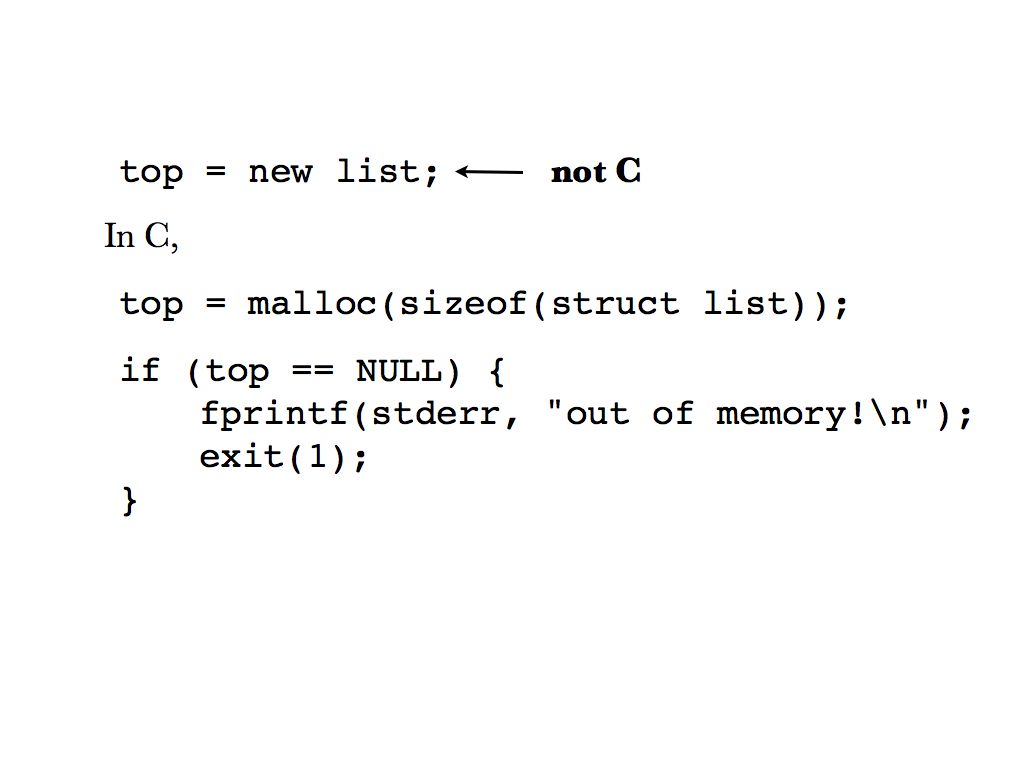 top = new list; ← not C
In C,
top = malloc(sizeof(struct list));
if (top == NULL) {
    fprintf(stderr, "out of memory!\n");
    exit(1);
}